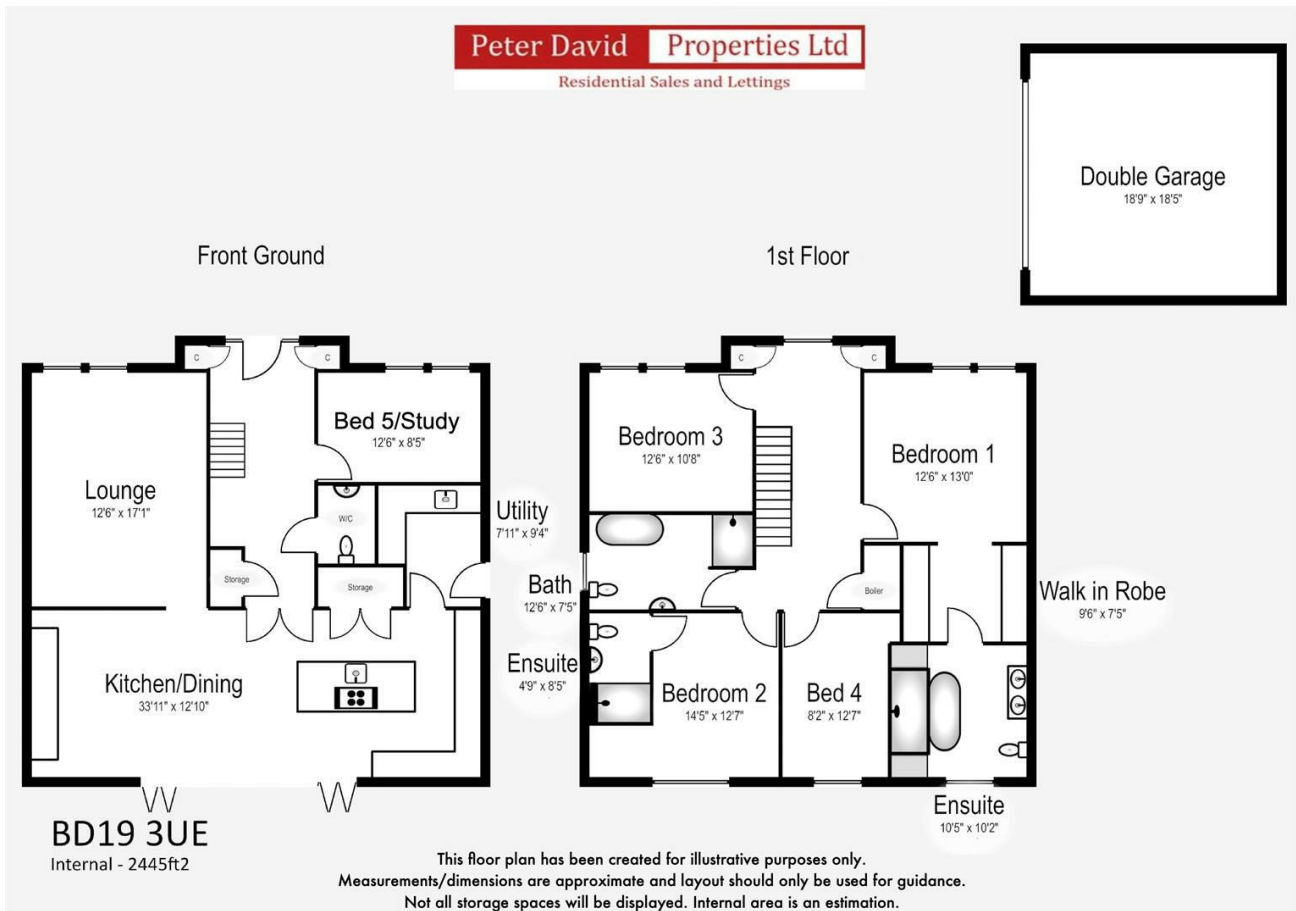 Peter David Properties Ltd
Residential Sales and Lettings
Double Garage
18'9" x 18'5"
Front Ground
1st Floor
C
C
Bed 5/Study
12'6" x 8'5"
Lounge
12'6" x 17'1"
W/C
Utility
7'11" x 9'4"
Storage
Storage
Kitchen/Dining
33'11" x 12'10"
C
C
Bedroom 3
12'6" x 10'8"
Bedroom 1
12'6" x 13'0"
Bath
12'6" x 7'5"
Boiler
Walk in Robe
9'6" x 7'5"
Ensuite
4'9" x 8'5"
Bedroom 2
14'5" x 12'7"
Bed 4
8'2" x 12'7"
Ensuite
10'5" x 10'2"
BD19 3UE
Internal - 2445ft2
This floor plan has been created for illustrative purposes only.
Measurements/dimensions are approximate and layout should only be used for guidance.
Not all storage spaces will be displayed. Internal area is an estimation.